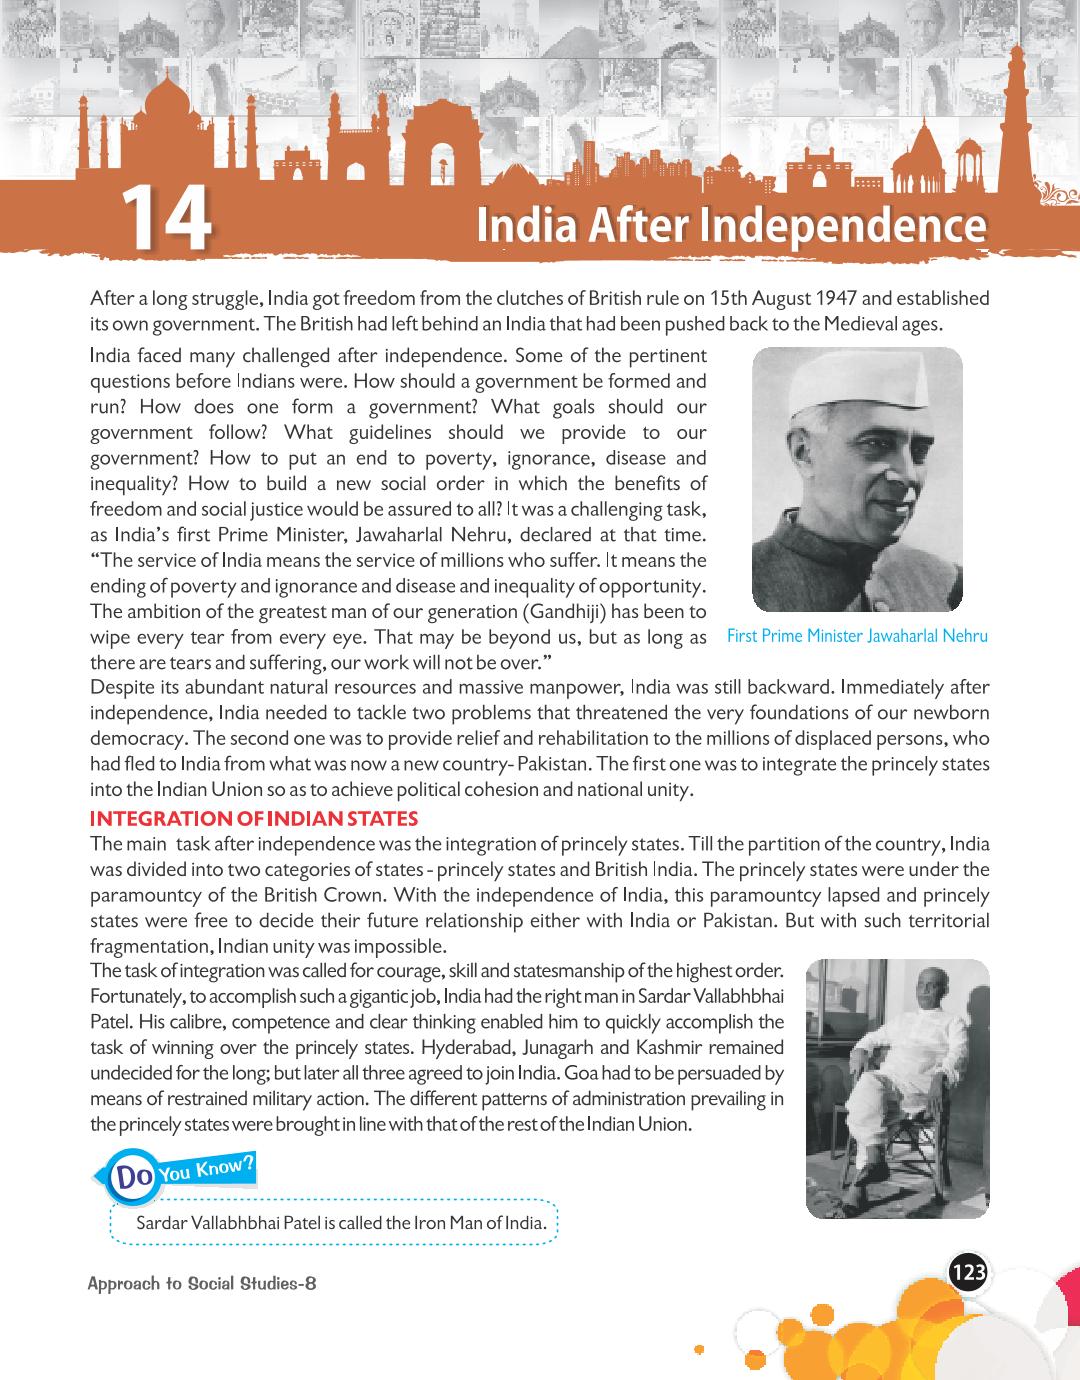 14
India After Independence
After a long struggle, India got freedom from the clutches of British rule on 15th August 1947 and established
its own government. The British had left behind an India that had been pushed back to the Medieval ages.
India faced many challenged after independence. Some of the pertinent
questions before Indians were. How should a government be formed and
run? How does one form a government? What goals should our
government follow? What guidelines should we provide to our
government? How to put an end to poverty, ignorance, disease and
inequality? How to build a new social order in which the benefits of
freedom and social justice would be assured to all? It was a challenging task,
as India's first Prime Minister, Jawaharlal Nehru, declared at that time.
“The service of India means the service of millions who suffer. It means the
ending of poverty and ignorance and disease and inequality of opportunity.
The ambition of the greatest man of our generation (Gandhiji) has been to
wipe every tear from every eye. That may be beyond us, but as long as
there are tears and suffering, our work will not be over.”
First Prime Minister Jawaharlal Nehru
Despite its abundant natural resources and massive manpower, India was still backward. Immediately after
independence, India needed to tackle two problems that threatened the very foundations of our newborn
democracy. The second one was to provide relief and rehabilitation to the millions of displaced persons, who
had fled to India from what was now a new country- Pakistan. The first one was to integrate the princely states
into the Indian Union so as to achieve political cohesion and national unity.
INTEGRATION OF INDIAN STATES
The main task after independence was the integration of princely states. Till the partition of the country, India
was divided into two categories of states - princely states and British India. The princely states were under the
paramountcy of the British Crown. With the independence of India, this paramountcy lapsed and princely
states were free to decide their future relationship either with India or Pakistan. But with such territorial
fragmentation, Indian unity was impossible.
The task of integration was called for courage, skill and statesmanship of the highest order.
Fortunately, to accomplish such a gigantic job, India had the right man in Sardar Vallabhbhai
Patel. His calibre, competence and clear thinking enabled him to quickly accomplish the
task of winning over the princely states. Hyderabad, Junagarh and Kashmir remained
undecided for the long; but later all three agreed to join India. Goa had to be persuaded by
means of restrained military action. The different patterns of administration prevailing in
the princely states were brought in line with that of the rest of the Indian Union.
Do You Know?
Sardar Vallabhbhai Patel is called the Iron Man of India.
Approach to Social Studies-8
123